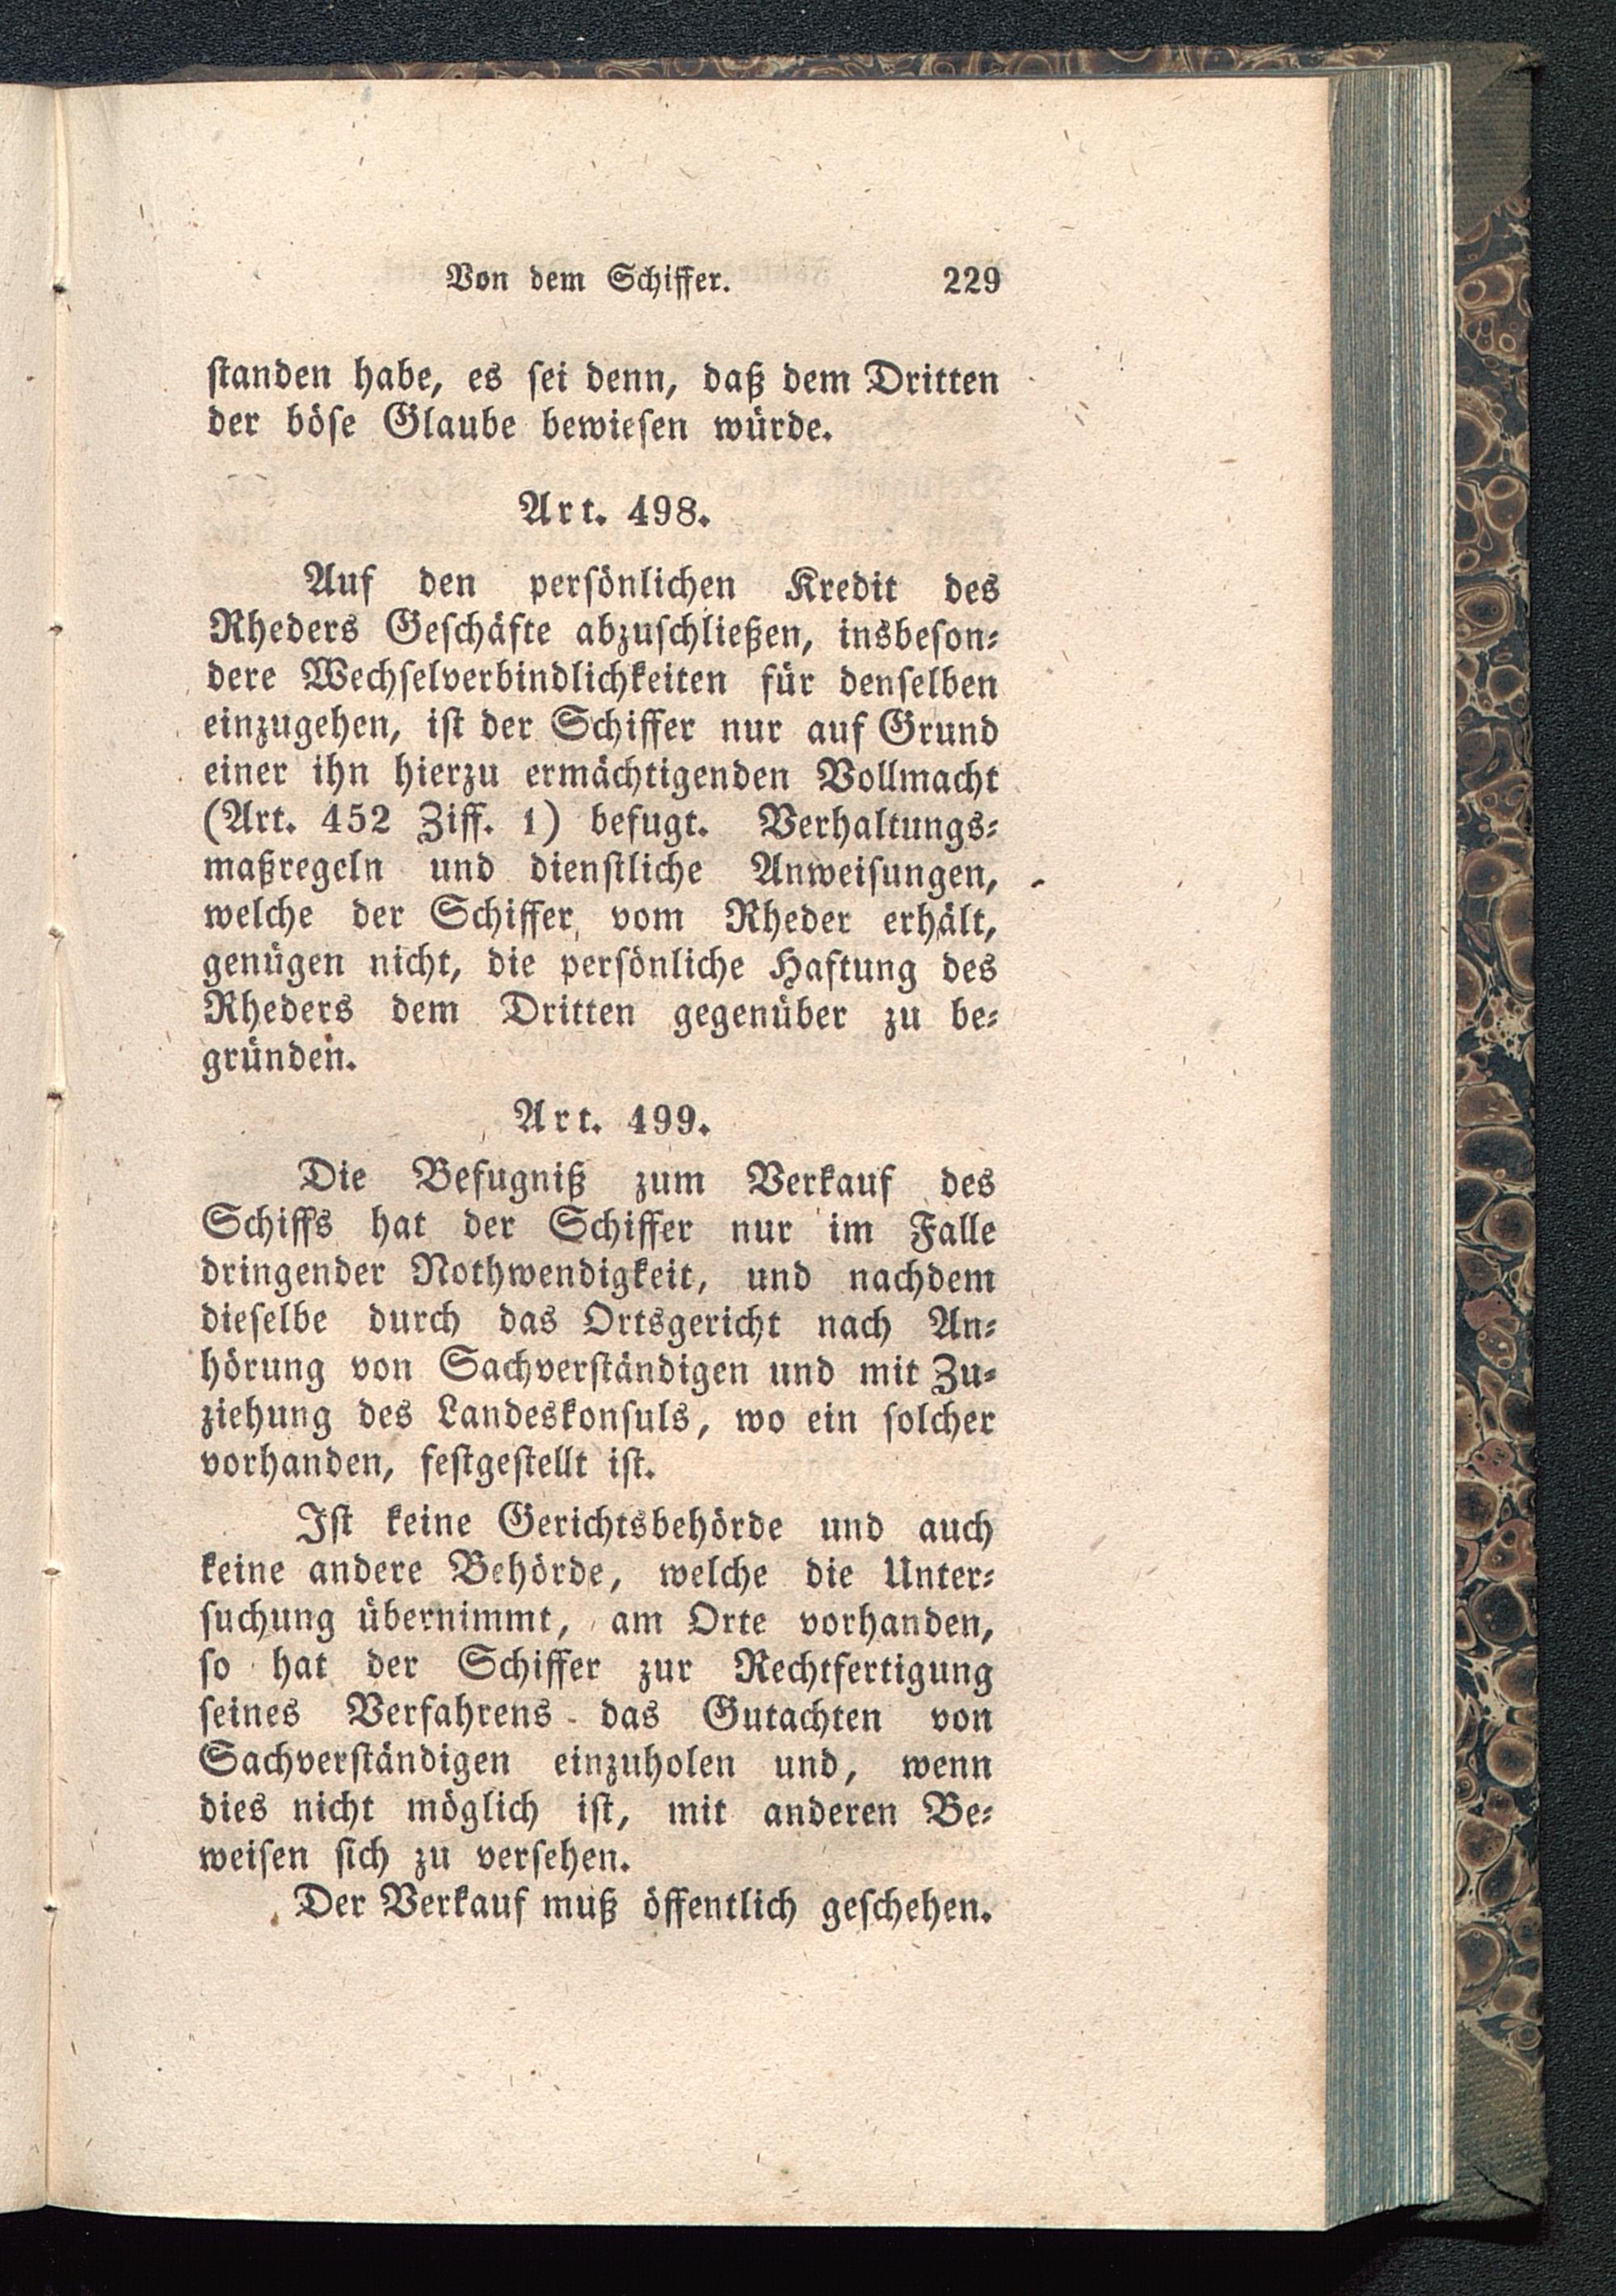 Von dem Schiffer. 229
standen habe, es sei denn, daß dem Dritten
der böse Glaube bewiesen würde.
Art. 498.
Auf den persönlichen Kredit des
Rheders Geschäfte abzuschließen, insbeson-
dere Wechselverbindlichkeiten für denselben
einzugehen, ist der Schiffer nur auf Grund
einer ihn hierzu ermächtigenden Vollmacht
(Art. 452 Ziff. 1) befugt. Verhaltungs-
maßregeln und dienstliche Anweisungen,
welche der Schiffer vom Rheder erhält,
genügen nicht, die persönliche Haftung des
Rheders dem Dritten gegenüber zu be-
gründen.
Art. 499.
Die Befugniß zum Verkauf des
Schiffs hat der Schiffer nur im Falle
dringender Nothwendigkeit, und nachdem
dieselbe durch das Ortsgericht nach An-
hörung von Sachverständigen und mit Zu-
ziehung des Landeskonsuls, wo ein solcher
vorhanden, festgestellt ist.
Ist keine Gerichtsbehörde und auch
keine andere Behörde, welche die Unter-
suchung übernimmt, am Orte vorhanden,
so hat der Schiffer zur Rechtfertigung
seines Verfahrens das Gutachten von
Sachverständigen einzuholen und, wenn
dies nicht möglich ist, mit anderen Be-
weisen sich zu versehen.
Der Verkauf muß öffentlich geschehen.